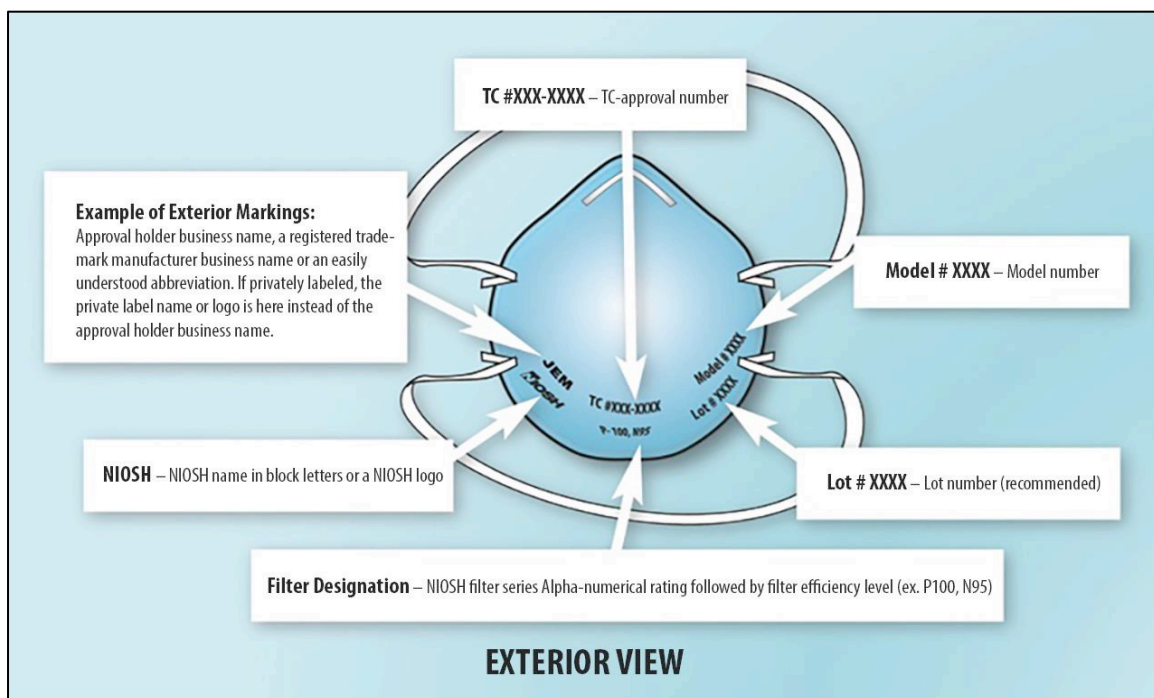 TC #XXX-XXXX – TC-approval number
Example of Exterior Markings:
Approval holder business name, a registered trade-
mark manufacturer business name or an easily
understood abbreviation. If privately labeled, the
private label name or logo is here instead of the
approval holder business name.
Model # XXXX – Model number
JEM
NIOSH
TC #XXX-XXXX
P-100, N95
Model # XXXX
Lot # XXXX
NIOSH – NIOSH name in block letters or a NIOSH logo
Lot # XXXX – Lot number (recommended)
Filter Designation – NIOSH filter series Alpha-numerical rating followed by filter efficiency level (ex. P100, N95)
EXTERIOR VIEW